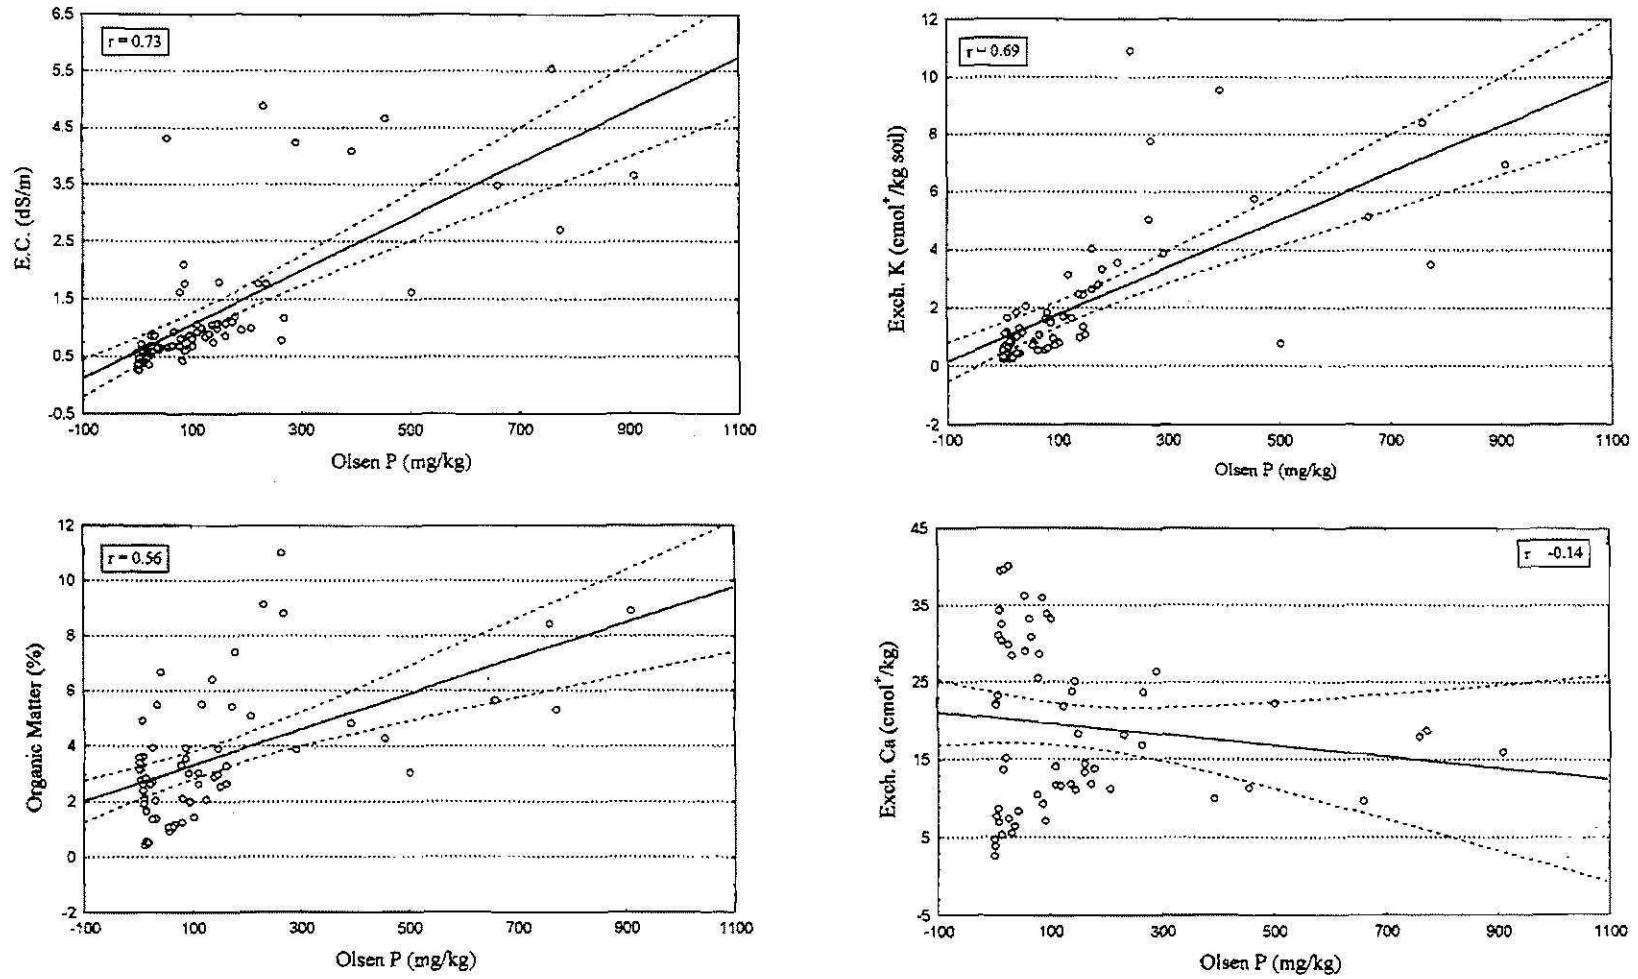 6.5
5.5
4.5
3.5
2.5
1.5
0.5
-0.5
E.C. (dS/m)
r = 0.73
-100 100 300 500 700 900 1100
Olsen P (mg/kg)
12
10
8
6
4
2
0
-2
Exch. K (cmol⁺/kg soil)
r = 0.69
-100 100 300 500 700 900 1100
Olsen P (mg/kg)
12
10
8
6
4
2
0
-2
Organic Matter (%)
r = 0.56
-100 100 300 500 700 900 1100
Olsen P (mg/kg)
45
35
25
15
5
-5
Exch. Ca (cmol⁺/kg)
r -0.14
-100 100 300 500 700 900 1100
Olsen P (mg/kg)